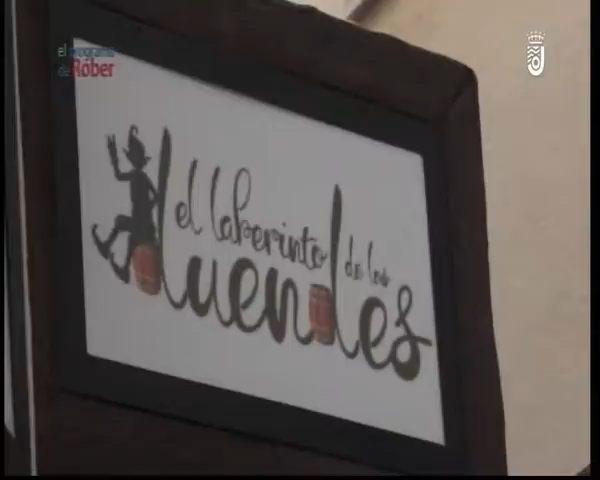 el programa
de Róber
el laberinto de los
duendes